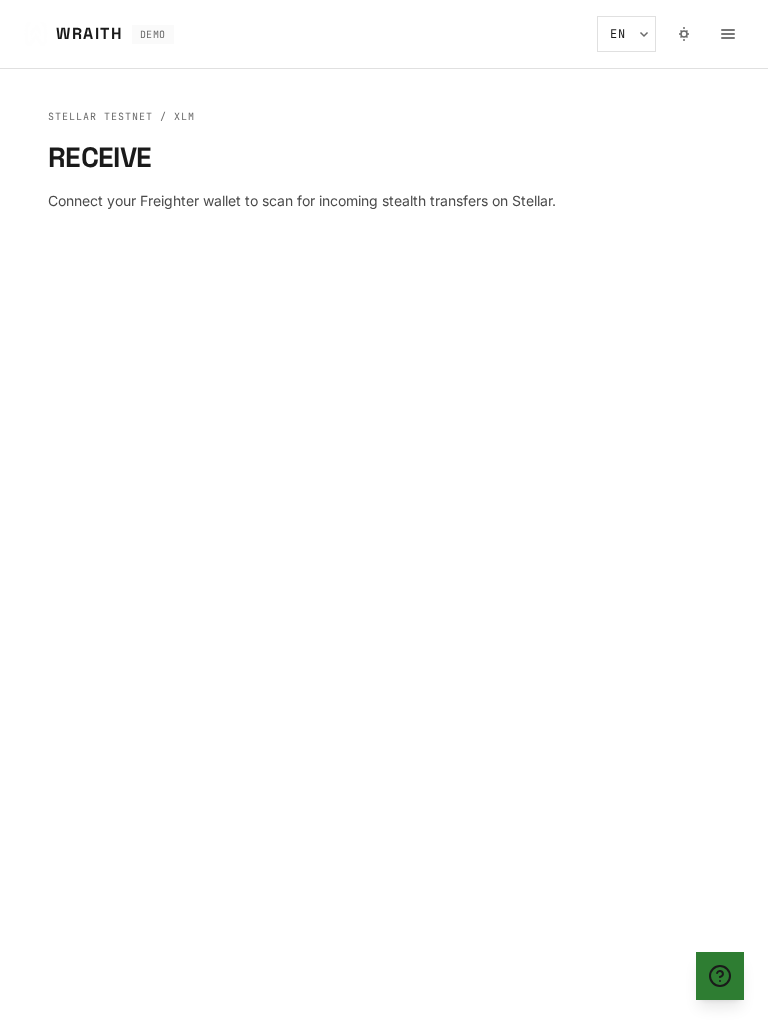 WRAITH DEMO EN
STELLAR TESTNET / XLM
RECEIVE
Connect your Freighter wallet to scan for incoming stealth transfers on Stellar.